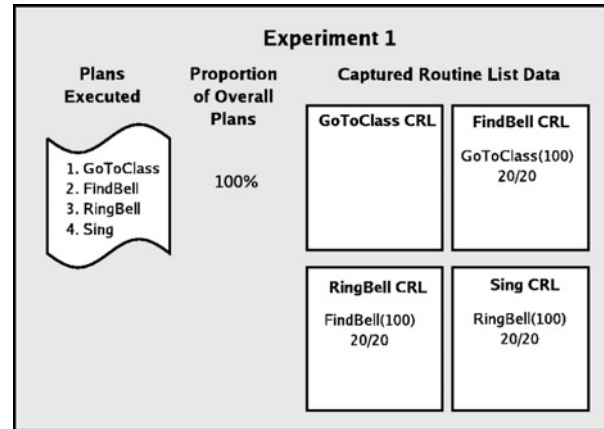 Experiment 1
Plans
Executed
Proportion
of Overall
Plans
Captured Routine List Data
1. GoToClass
2. FindBell
3. RingBell
4. Sing
100%
GoToClass CRL
FindBell CRL
GoToClass(100)
20/20
RingBell CRL
FindBell(100)
20/20
Sing CRL
RingBell(100)
20/20